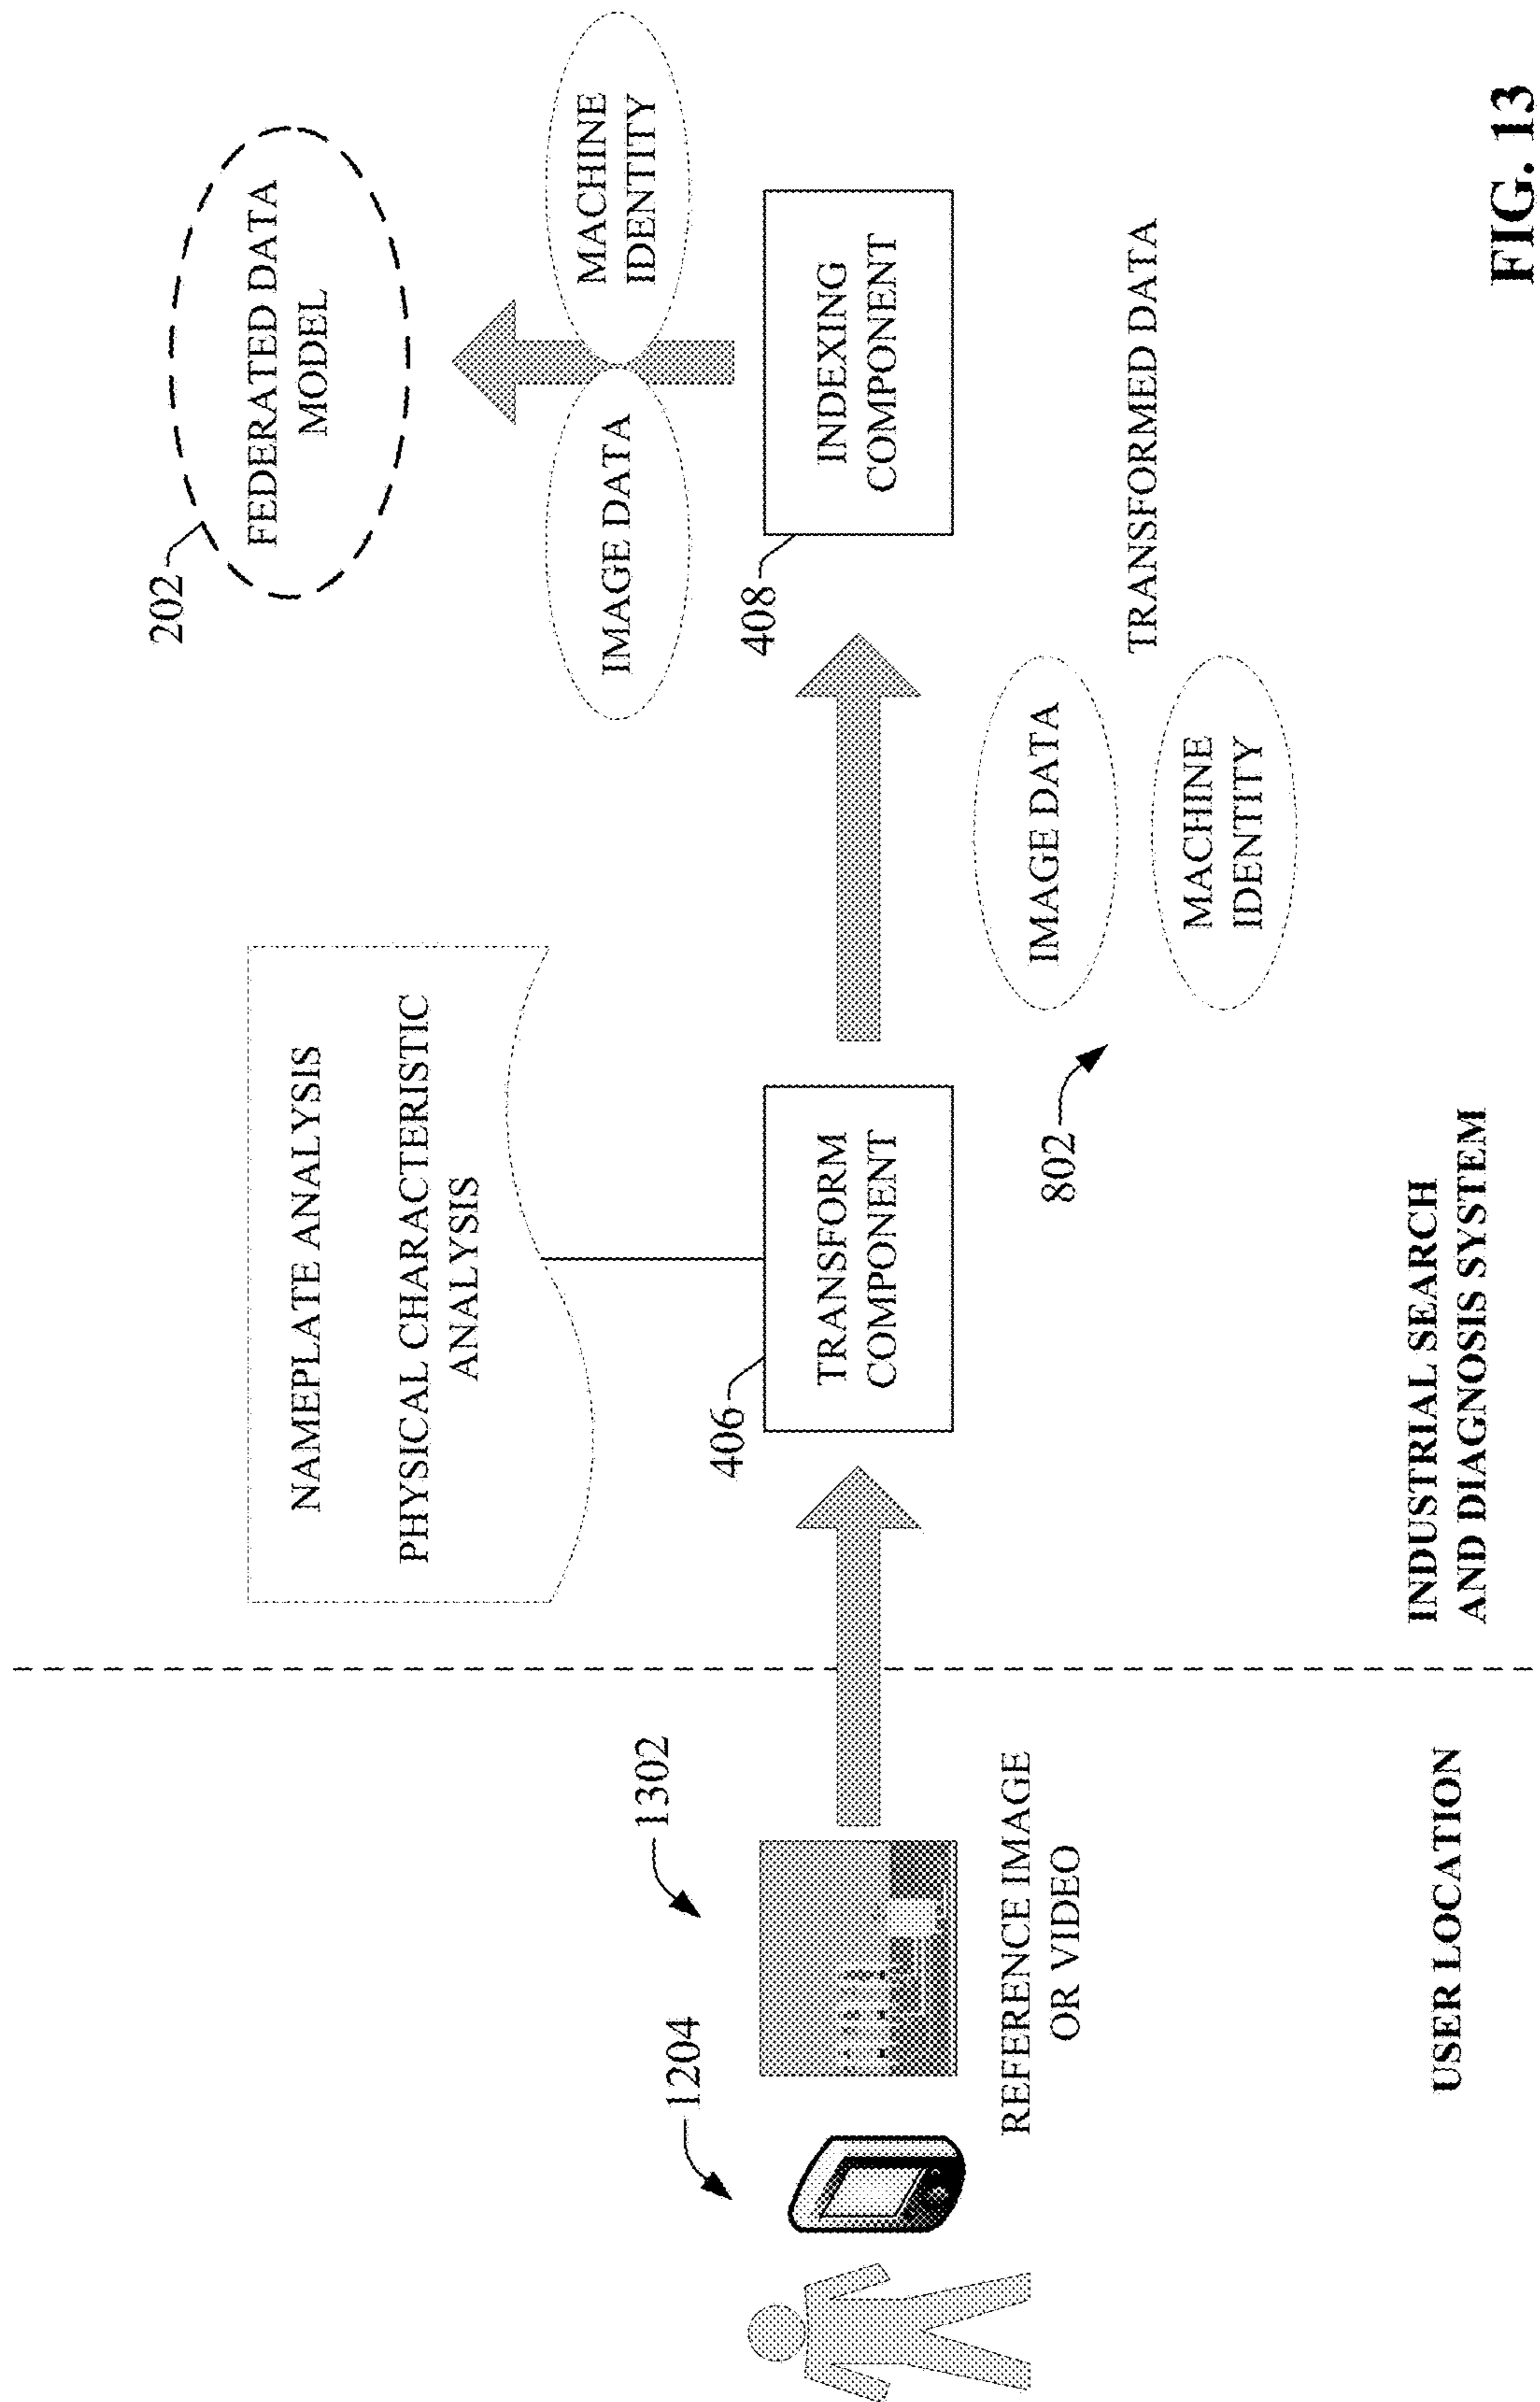 202
FEDERATED DATA
MODEL
NAMEPLATE ANALYSIS
PHYSICAL CHARACTERISTIC
ANALYSIS
IMAGE DATA
MACHINE
IDENTITY
1204
1302
406
TRANSFORM
COMPONENT
408
INDEXING
COMPONENT
REFERENCE IMAGE
OR VIDEO
802
IMAGE DATA
MACHINE
IDENTITY
TRANSFORMED DATA
USER LOCATION
INDUSTRIAL SEARCH
AND DIAGNOSIS SYSTEM
FIG. 13